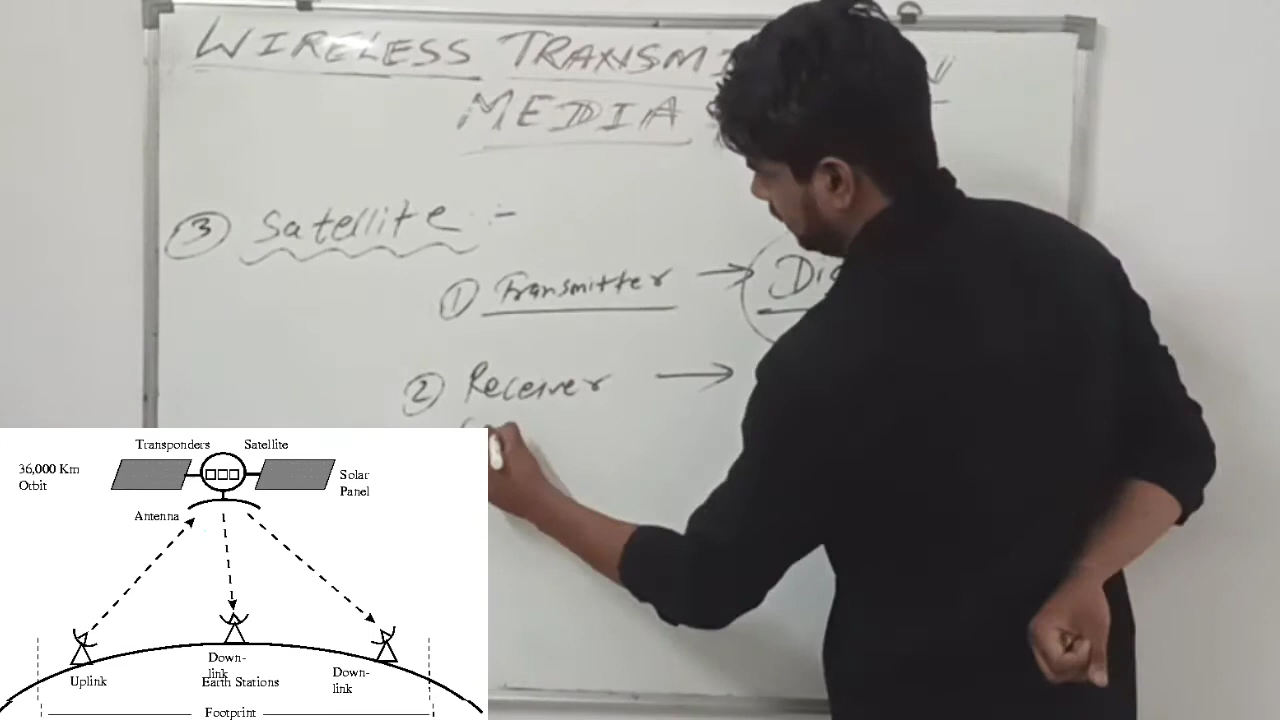 WIRELESS TRANSM
MEDIA
③ Satellite :-
① Transmitter →
② Receiver →
Transponders Satellite
36,000 Km
Orbit
Solar
Panel
Antenna
Down-
link
Uplink
Earth Stations
Down-
link
Footprint